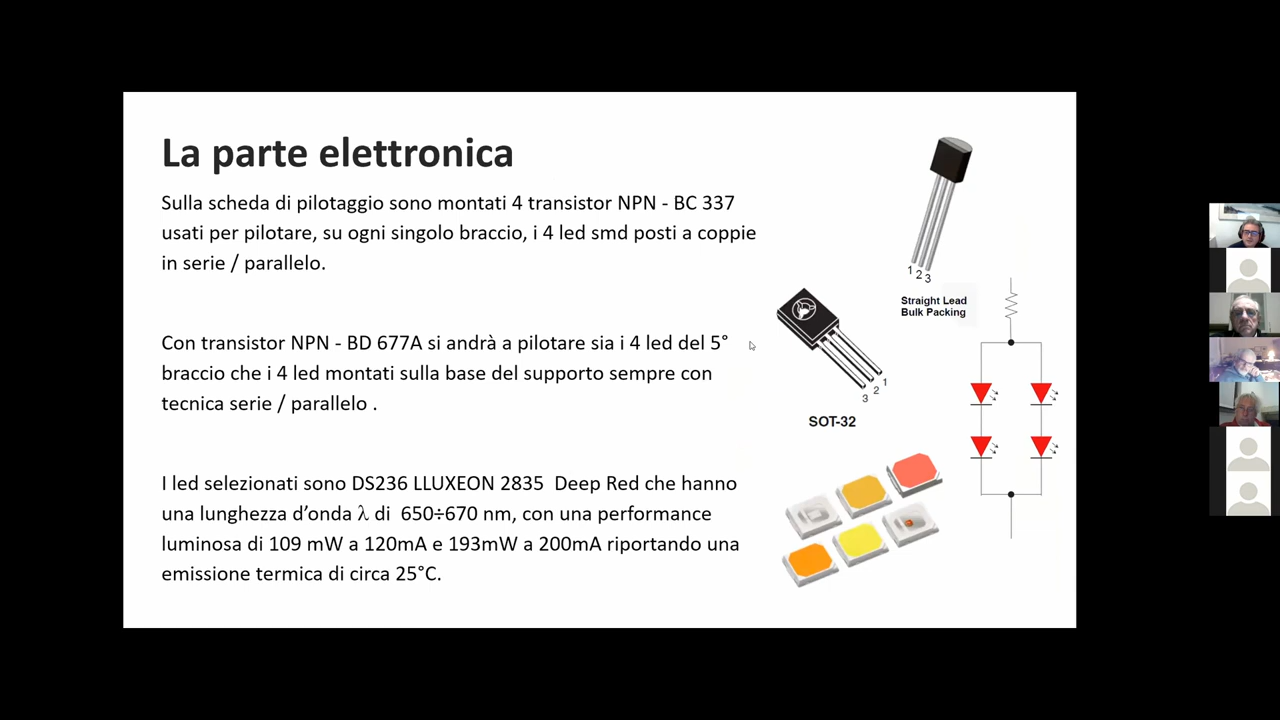 La parte elettronica
Sulla scheda di pilotaggio sono montati 4 transistor NPN - BC 337
usati per pilotare, su ogni singolo braccio, i 4 led smd posti a coppie
in serie / parallelo.
Con transistor NPN - BD 677A si andrà a pilotare sia i 4 led del 5°
braccio che i 4 led montati sulla base del supporto sempre con
tecnica serie / parallelo .
I led selezionati sono DS236 LLUXEON 2835 Deep Red che hanno
una lunghezza d’onda λ di 650÷670 nm, con una performance
luminosa di 109 mW a 120mA e 193mW a 200mA riportando una
emissione termica di circa 25°C.
1 2 3
Straight Lead
Bulk Packing
1
2
3
SOT-32